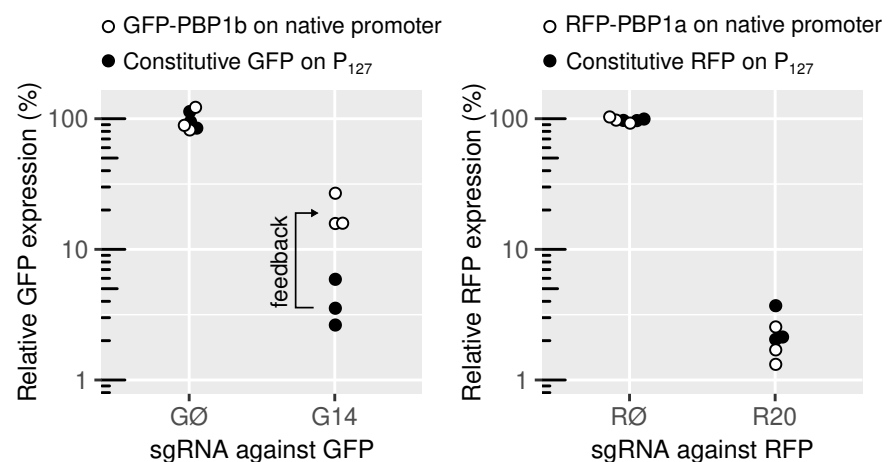 GFP-PBP1b on native promoter
Constitutive GFP on P₁₂₇
Relative GFP expression (%)
100
10
1
feedback
GØ G14
sgRNA against GFP
RFP-PBP1a on native promoter
Constitutive RFP on P₁₂₇
Relative RFP expression (%)
100
10
1
RØ R20
sgRNA against RFP